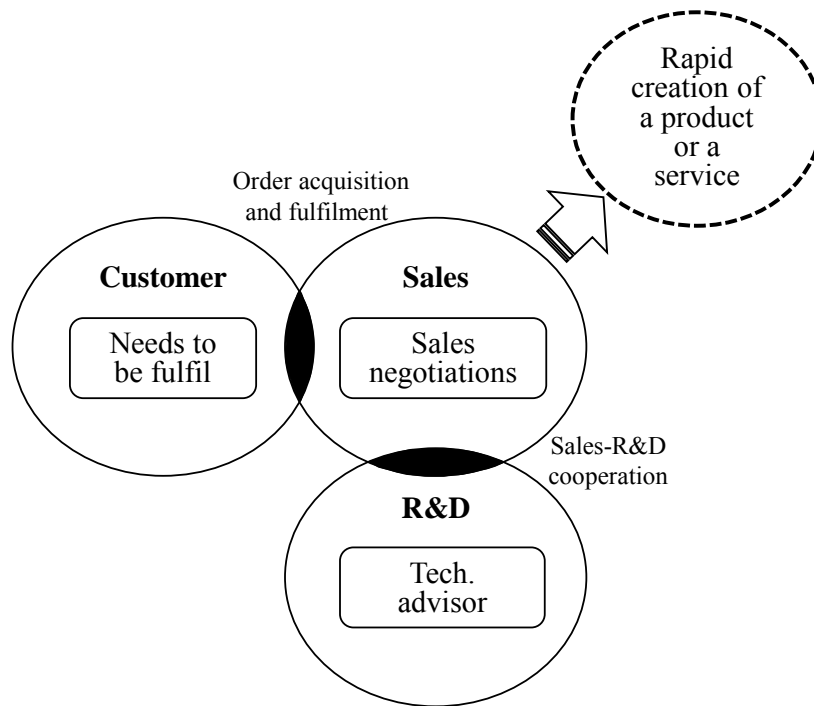 Rapid
creation of
a product
or a
service
Order acquisition
and fulfilment
Customer
Needs to
be fulfil
Sales
Sales
negotiations
Sales-R&D
cooperation
R&D
Tech.
advisor